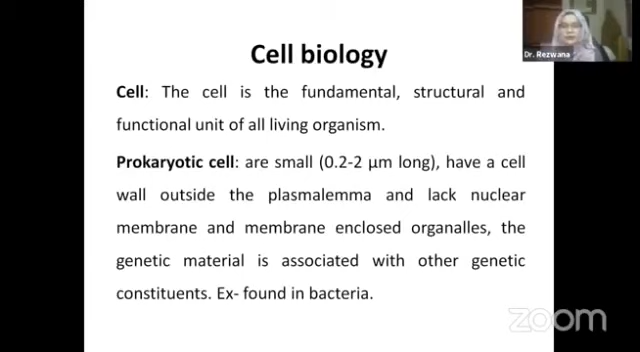 Cell biology
Dr. Rezwana
Cell: The cell is the fundamental, structural and
functional unit of all living organism.
Prokaryotic cell: are small (0.2-2 µm long), have a cell
wall outside the plasmalemma and lack nuclear
membrane and membrane enclosed organalles, the
genetic material is associated with other genetic
constituents. Ex- found in bacteria.
zoom